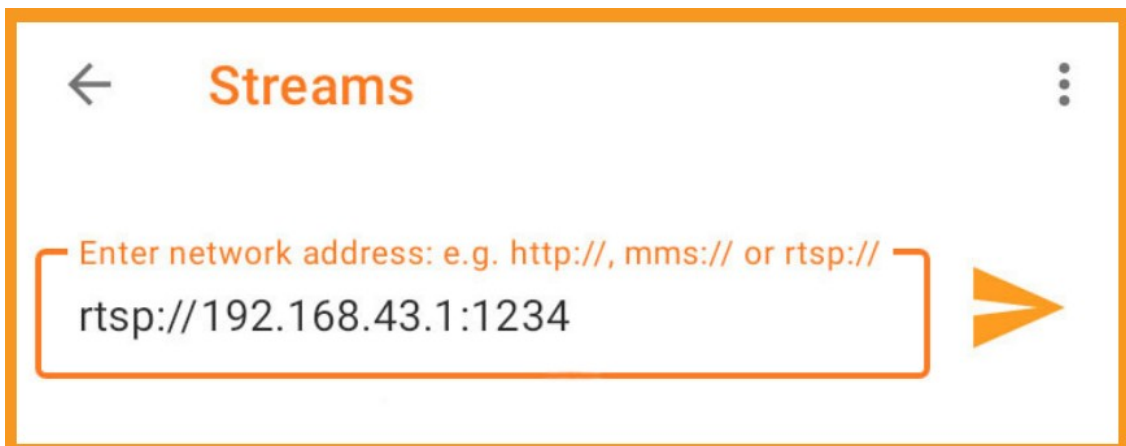 Streams
Enter network address: e.g. http://, mms:// or rtsp://
rtsp://192.168.43.1:1234